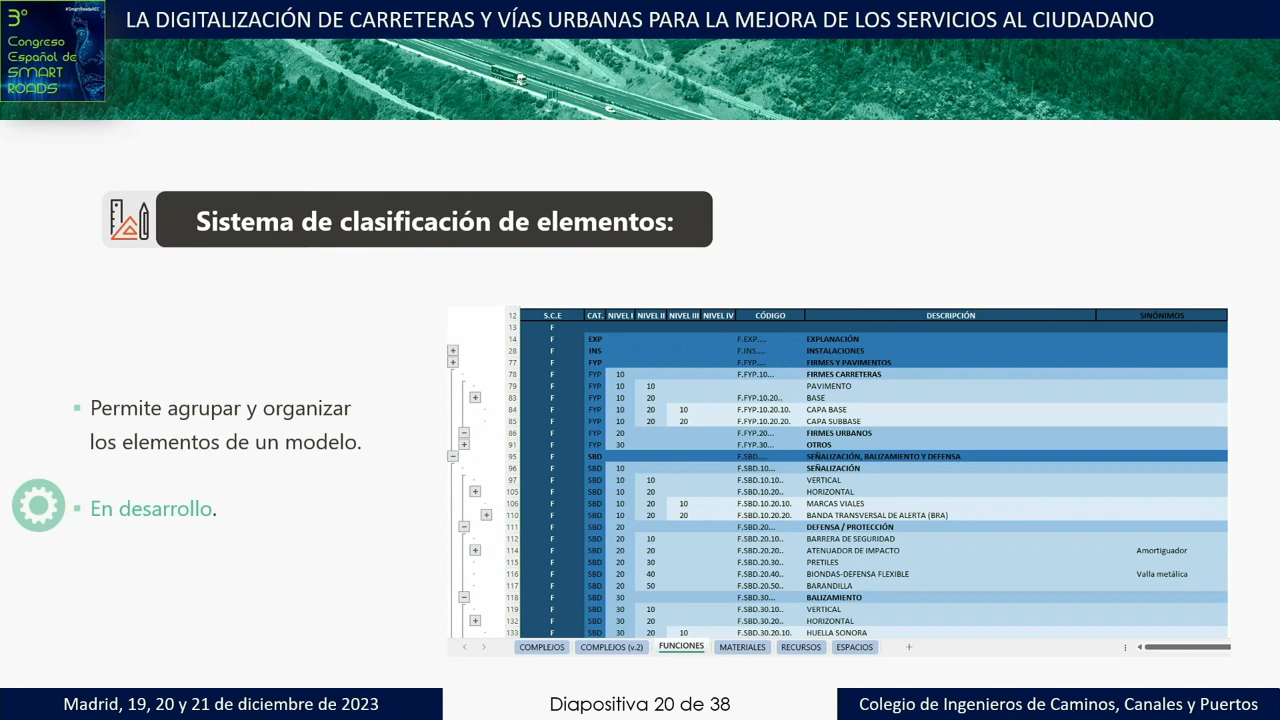 3º
#SmartRoadsAEC
Congreso
Español de
SMART
ROADS
LA DIGITALIZACIÓN DE CARRETERAS Y VÍAS URBANAS PARA LA MEJORA DE LOS SERVICIOS AL CIUDADANO
Sistema de clasificación de elementos:
Permite agrupar y organizar
los elementos de un modelo.
En desarrollo.
12 S.C.E CAT. NIVEL I NIVEL II NIVEL III NIVEL IV CÓDIGO DESCRIPCIÓN SINÓNIMOS
13 F
14 F EXP F.EXP.... EXPLANACIÓN
28 F INS F.INS.... INSTALACIONES
77 F FYP F.FYP.... FIRMES Y PAVIMENTOS
78 F FYP 10 F.FYP.10... FIRMES CARRETERAS
79 F FYP 10 10 PAVIMENTO
83 F FYP 10 20 F.FYP.10.20.. BASE
84 F FYP 10 20 10 F.FYP.10.20.10. CAPA BASE
85 F FYP 10 20 20 F.FYP.10.20.20. CAPA SUBBASE
86 F FYP 20 F.FYP.20... FIRMES URBANOS
91 F FYP 30 F.FYP.30... OTROS
95 F SBD F.SBD.... SEÑALIZACIÓN, BALIZAMIENTO Y DEFENSA
96 F SBD 10 F.SBD.10... SEÑALIZACIÓN
97 F SBD 10 10 F.SBD.10.10.. VERTICAL
105 F SBD 10 20 F.SBD.10.20.. HORIZONTAL
106 F SBD 10 20 10 F.SBD.10.20.10. MARCAS VIALES
110 F SBD 10 20 20 F.SBD.10.20.20. BANDA TRANSVERSAL DE ALERTA (BRA)
111 F SBD 20 F.SBD.20... DEFENSA / PROTECCIÓN
112 F SBD 20 10 F.SBD.20.10.. BARRERA DE SEGURIDAD
114 F SBD 20 20 F.SBD.20.20.. ATENUADOR DE IMPACTO Amortiguador
115 F SBD 20 30 F.SBD.20.30.. PRETILES
116 F SBD 20 40 F.SBD.20.40.. BIONDAS-DEFENSA FLEXIBLE Valla metálica
117 F SBD 20 50 F.SBD.20.50.. BARANDILLA
118 F SBD 30 F.SBD.30... BALIZAMIENTO
119 F SBD 30 10 F.SBD.30.10.. VERTICAL
132 F SBD 30 20 F.SBD.30.20.. HORIZONTAL
133 F SBD 30 20 10 F.SBD.30.20.10. HUELLA SONORA
COMPLEJOS COMPLEJOS (v.2) FUNCIONES MATERIALES RECURSOS ESPACIOS
Madrid, 19, 20 y 21 de diciembre de 2023
Diapositiva 20 de 38
Colegio de Ingenieros de Caminos, Canales y Puertos